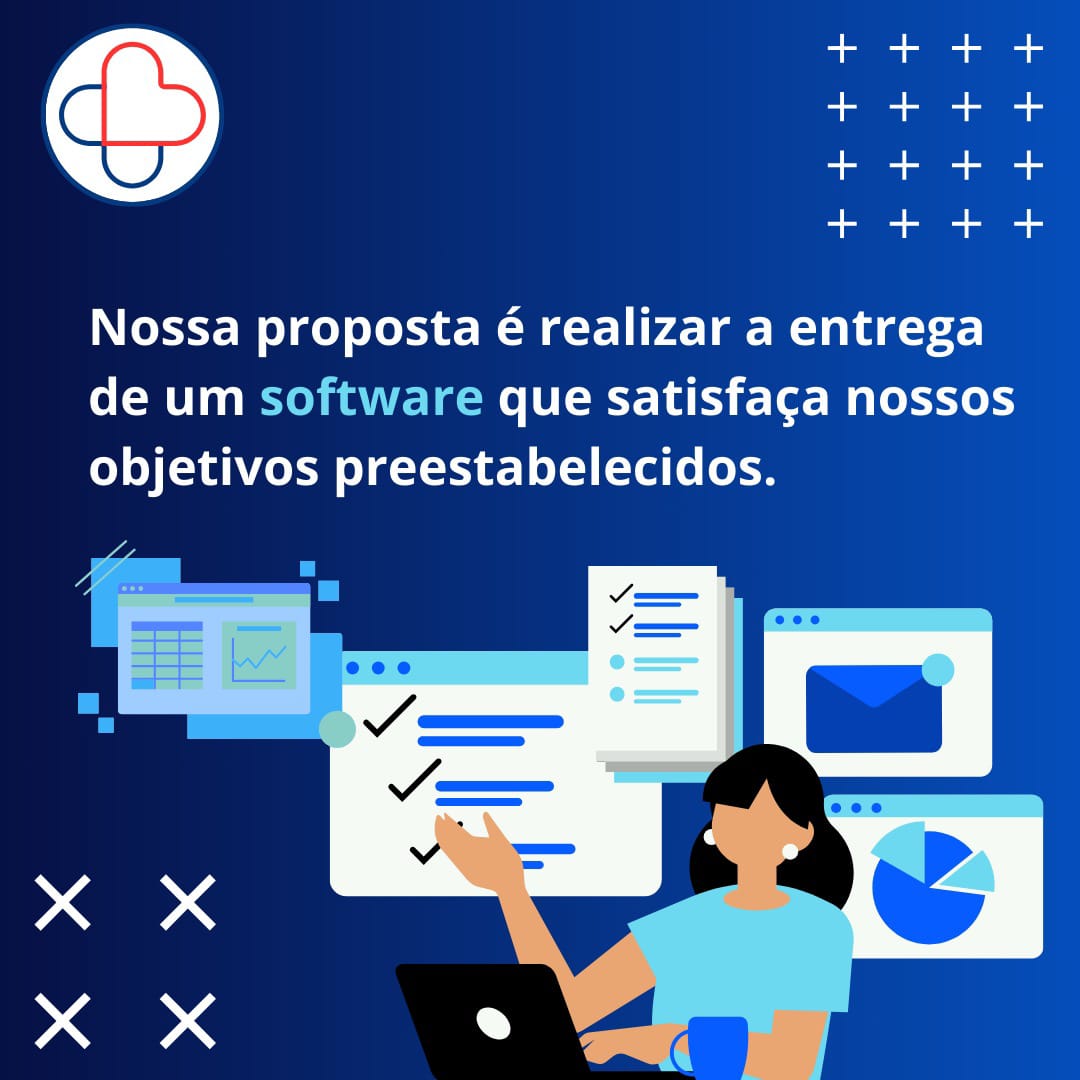 Nossa proposta é realizar a entrega
de um software que satisfaça nossos
objetivos preestabelecidos.